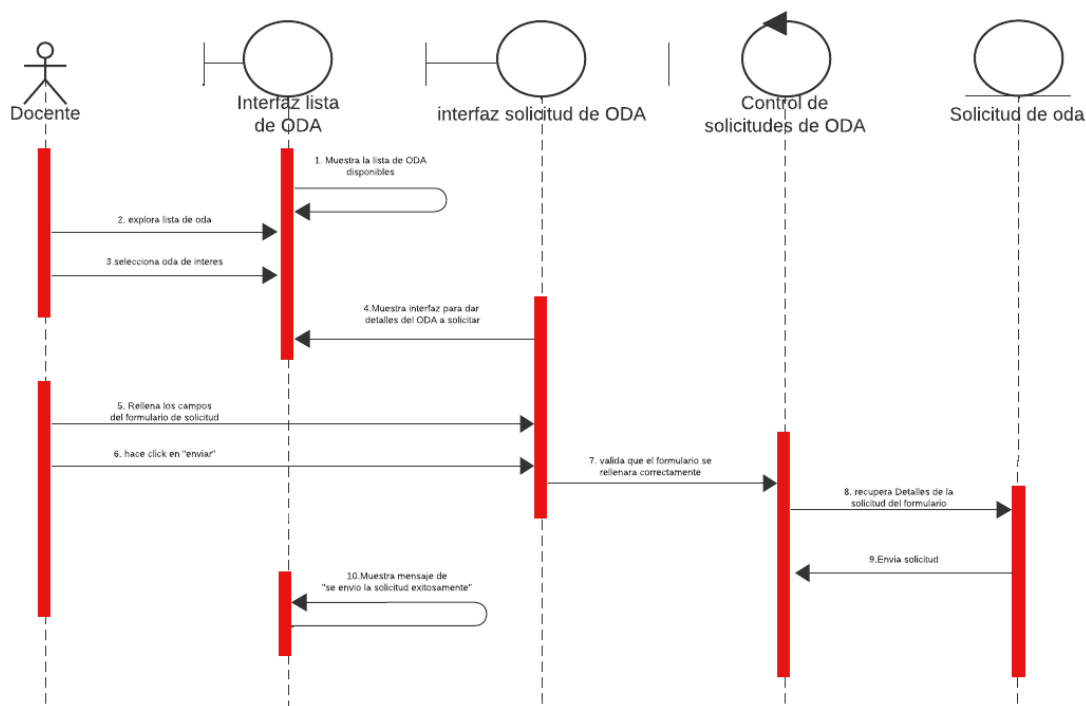 Docente
Interfaz lista
de ODA
interfaz solicitud de ODA
Control de
solicitudes de ODA
Solicitud de oda
1. Muestra la lista de ODA
disponibles
2. explora lista de oda
3.selecciona oda de interes
4.Muestra interfaz para dar
detalles del ODA a solicitar
5. Rellena los campos
del formulario de solicitud
6. hace click en "enviar"
7. valida que el formulario se
rellenara correctamente
8. recupera Detalles de la
solicitud del formulario
9.Envia solicitud
10.Muestra mensaje de
"se envio la solicitud exitosamente"